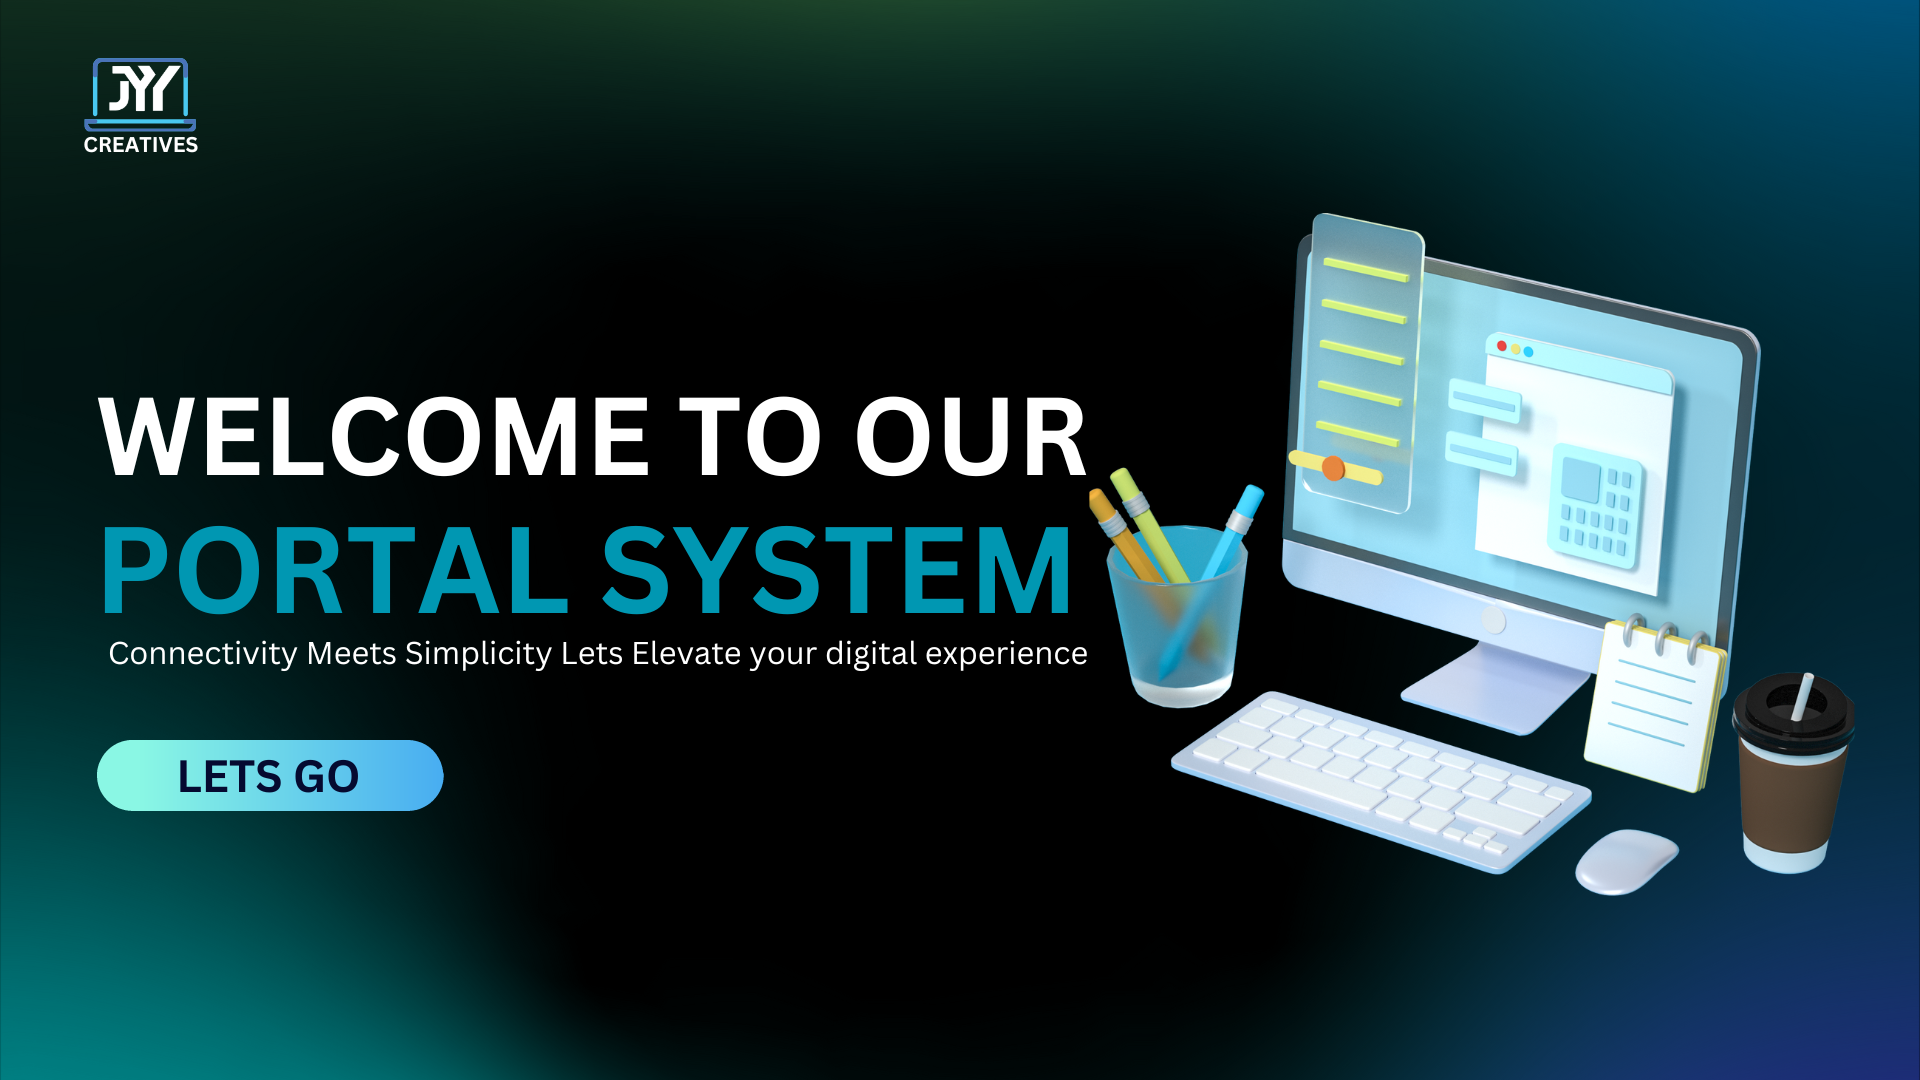 JYY
CREATIVES
WELCOME TO OUR
PORTAL SYSTEM
Connectivity Meets Simplicity Lets Elevate your digital experience
LETS GO